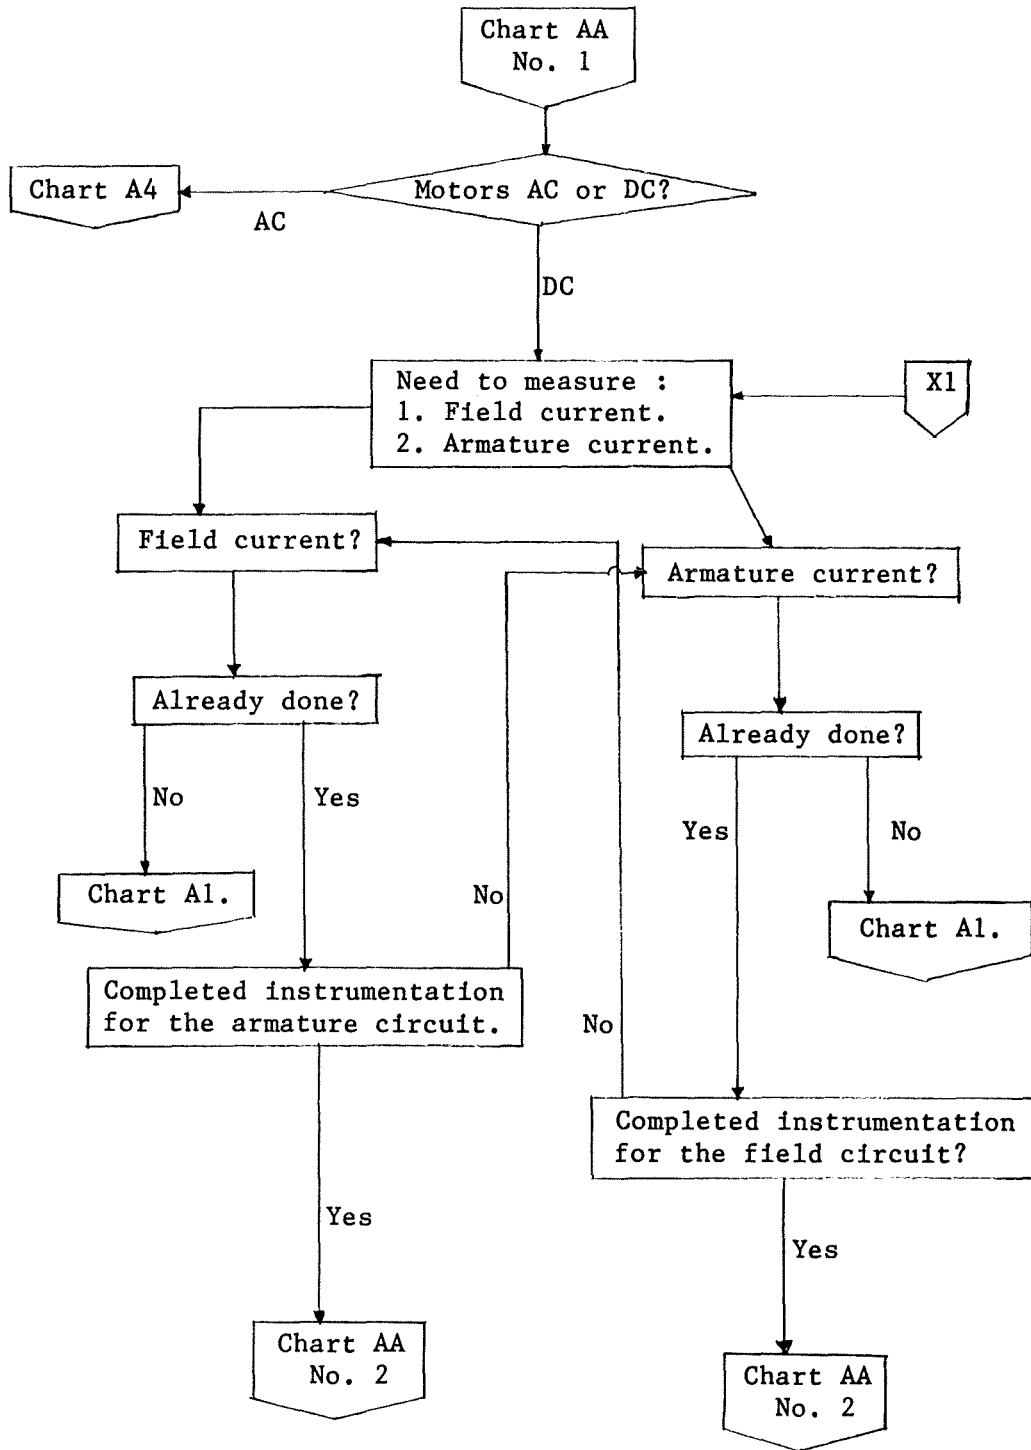 Chart AA
No. 1
Motors AC or DC?
Chart A4
AC
DC
Need to measure :
1. Field current.
2. Armature current.
X1
Field current?
Armature current?
Already done?
Already done?
No
Yes
Yes
No
Chart A1.
No
Chart A1.
Completed instrumentation
for the armature circuit.
No
Completed instrumentation
for the field circuit?
Yes
Yes
Chart AA
No. 2
Chart AA
No. 2